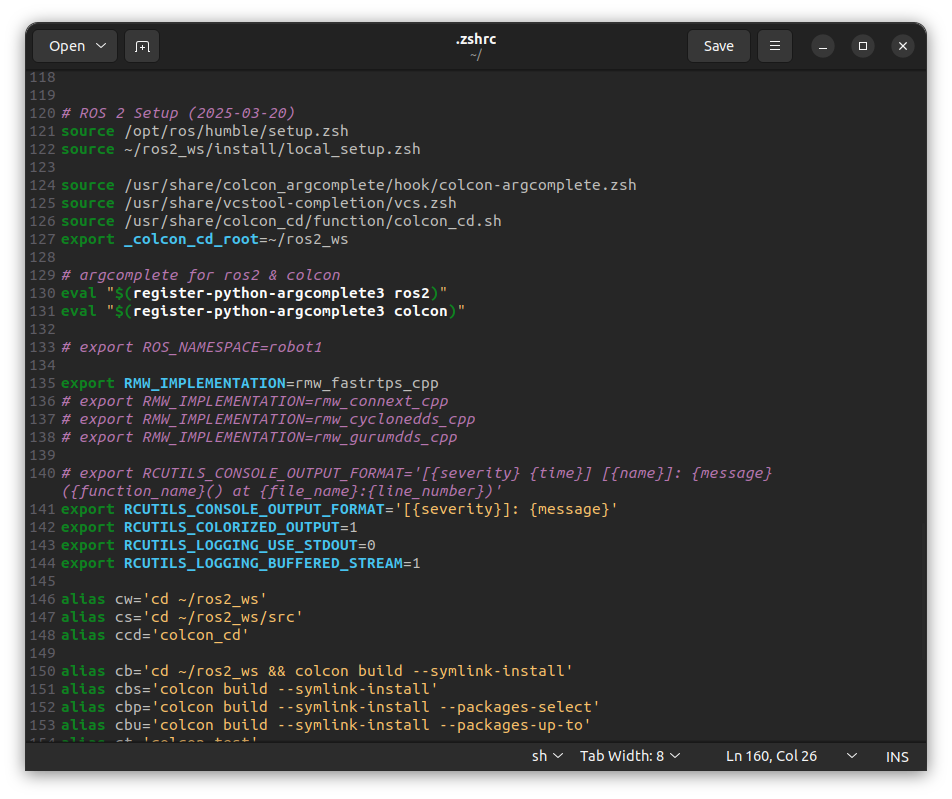 Open
.zshrc
~/
Save
118
119
120 # ROS 2 Setup (2025-03-20)
121 source /opt/ros/humble/setup.zsh
122 source ~/ros2_ws/install/local_setup.zsh
123
124 source /usr/share/colcon_argcomplete/hook/colcon-argcomplete.zsh
125 source /usr/share/vcstool-completion/vcs.zsh
126 source /usr/share/colcon_cd/function/colcon_cd.sh
127 export _colcon_cd_root=~/ros2_ws
128
129 # argcomplete for ros2 & colcon
130 eval "$(register-python-argcomplete3 ros2)"
131 eval "$(register-python-argcomplete3 colcon)"
132
133 # export ROS_NAMESPACE=robot1
134
135 export RMW_IMPLEMENTATION=rmw_fastrtps_cpp
136 # export RMW_IMPLEMENTATION=rmw_connext_cpp
137 # export RMW_IMPLEMENTATION=rmw_cyclonedds_cpp
138 # export RMW_IMPLEMENTATION=rmw_gurumdds_cpp
139
140 # export RCUTILS_CONSOLE_OUTPUT_FORMAT='[{severity} {time}] [{name}]: {message}
({function_name}() at {file_name}:{line_number})'
141 export RCUTILS_CONSOLE_OUTPUT_FORMAT='[{severity}]: {message}'
142 export RCUTILS_COLORIZED_OUTPUT=1
143 export RCUTILS_LOGGING_USE_STDOUT=0
144 export RCUTILS_LOGGING_BUFFERED_STREAM=1
145
146 alias cw='cd ~/ros2_ws'
147 alias cs='cd ~/ros2_ws/src'
148 alias ccd='colcon_cd'
149
150 alias cb='cd ~/ros2_ws && colcon build --symlink-install'
151 alias cbs='colcon build --symlink-install'
152 alias cbp='colcon build --symlink-install --packages-select'
153 alias cbu='colcon build --symlink-install --packages-up-to'
154 alias ct='colcon test'
sh Tab Width: 8 Ln 160, Col 26 INS